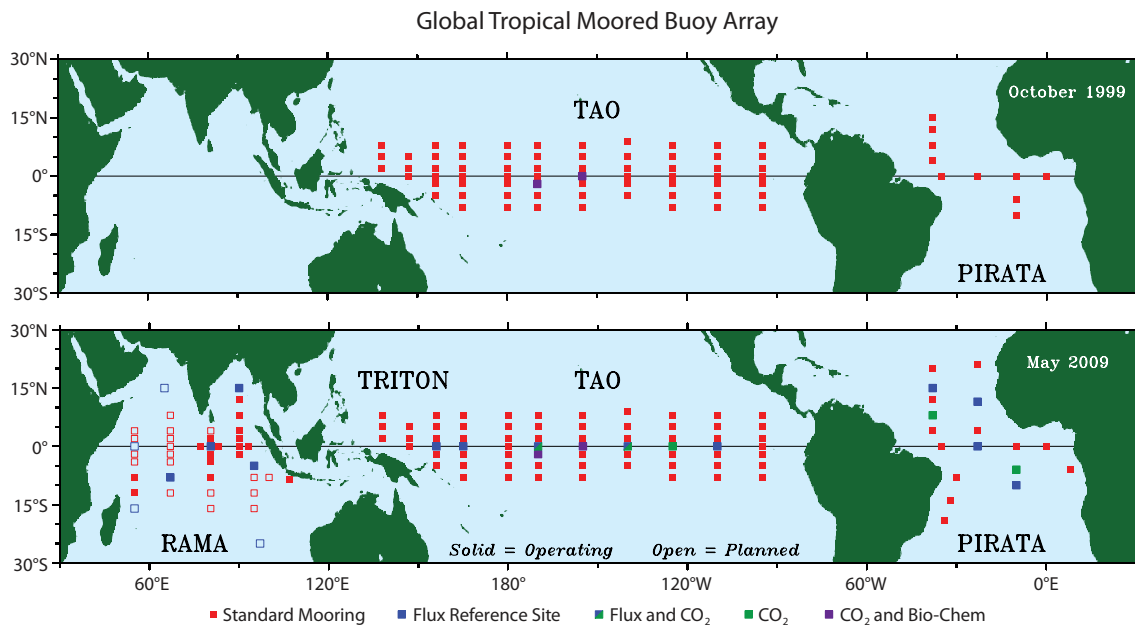 Global Tropical Moored Buoy Array
30°N
October 1999
TAO
15°N
0°
15°S
PIRATA
30°S
30°N
May 2009
TRITON TAO
15°N
0°
15°S
RAMA Solid = Operating Open = Planned PIRATA
30°S
60°E 120°E 180° 120°W 60°W 0°E
Standard Mooring Flux Reference Site Flux and CO₂ CO₂ CO₂ and Bio-Chem